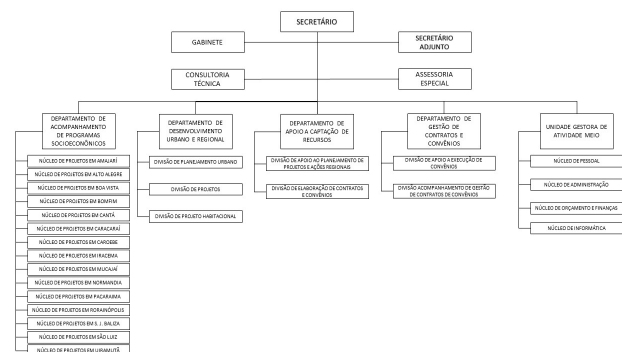 SECRETÁRIO
GABINETE
SECRETÁRIO
ADJUNTO
CONSULTORIA
TÉCNICA
ASSESSORIA
ESPECIAL
DEPARTAMENTO DE
ACOMPANHAMENTO
DE PROGRAMAS
SOCIOECONÔNICOS
NÚCLEO DE PROJETOS EM AMAJARÍ
NÚCLEO DE PROJETOS EM ALTO ALEGRE
NÚCLEO DE PROJETOS EM BOA VISTA
NÚCLEO DE PROJETOS EM BOMFIM
NÚCLEO DE PROJETOS EM CANTÁ
NÚCLEO DE PROJETOS EM CARACARAÍ
NÚCLEO DE PROJETOS EM CAROEBE
NÚCLEO DE PROJETOS EM IRACEMA
NÚCLEO DE PROJETOS EM MUCAJAÍ
NÚCLEO DE PROJETOS EM NORMANDIA
NÚCLEO DE PROJETOS EM PACARAIMA
NÚCLEO DE PROJETOS EM RORAINÓPOLIS
NÚCLEO DE PROJETOS EM S. J. BALIZA
NÚCLEO DE PROJETOS EM SÃO LUIZ
NÚCLEO DE PROJETOS EM UIRAMUTÃ
DEPARTAMENTO DE
DESENVOLVIMENTO
URBANO E REGIONAL
DIVISÃO DE PLANEJAMENTO URBANO
DIVISÃO DE PROJETOS
DIVISÃO DE PROJETO HABITACIONAL
DEPARTAMENTO DE
APOIO A CAPTAÇÃO DE
RECURSOS
DIVISÃO DE APOIO AO PLANEJAMENTO DE
PROJETOS E AÇÕES REGIONAIS
DIVISÃO DE ELABORAÇÃO DE CONTRATOS
E CONVÊNIOS
DEPARTAMENTO DE
GESTÃO DE
CONTRATOS E
CONVÊNIOS
DIVISÃO DE APOIO A EXECUÇÃO DE
CONVÊNIOS
DIVISÃO ACOMPANHAMENTO DE GESTÃO
DE CONTRATOS DE CONVÊNIOS
UNIDADE GESTORA DE
ATIVIDADE MEIO
NÚCLEO DE PESSOAL
NÚCLEO DE ADMINISTRAÇÃO
NÚCLEO DE ORÇAMENTO E FINANÇAS
NÚCLEO DE INFORMÁTICA